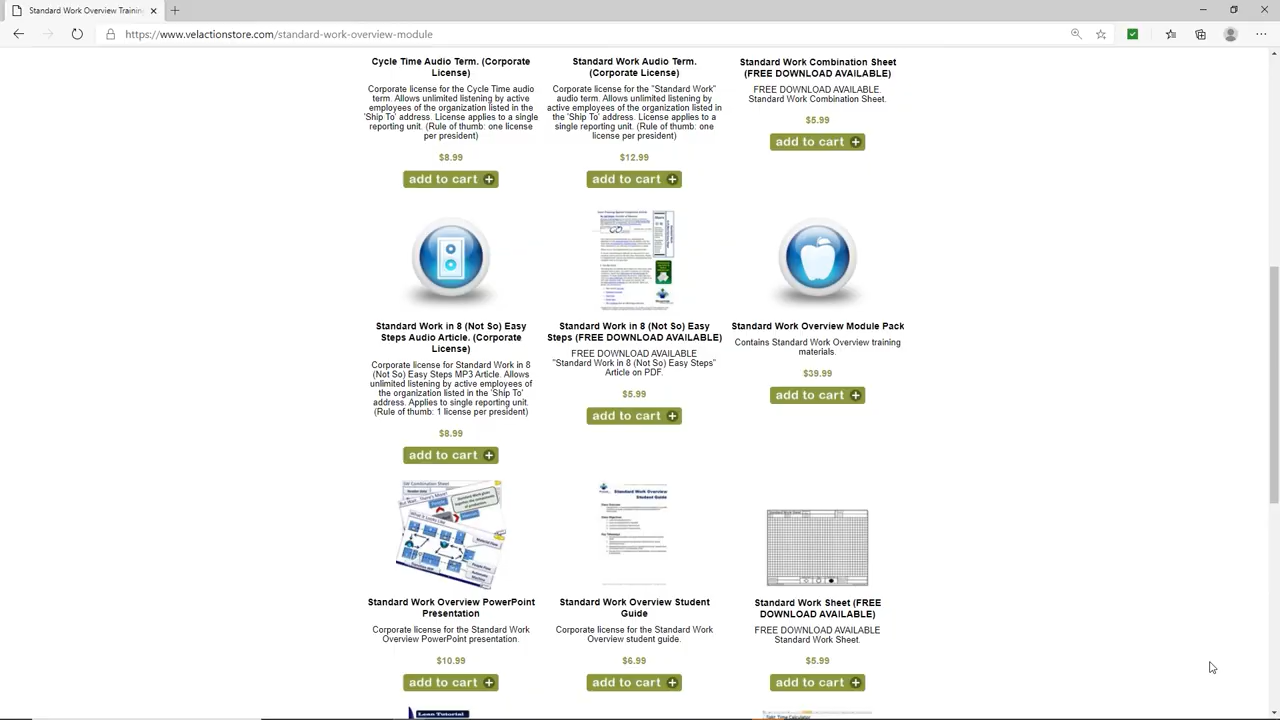 Standard Work Overview Trainin
https://www.velactionstore.com/standard-work-overview-module
Cycle Time Audio Term. (Corporate
License)
Corporate license for the Cycle Time audio
term. Allows unlimited listening by active
employees of the organization listed in the
'Ship To' address. License applies to a single
reporting unit. (Rule of thumb: one license
per president)
$8.99
add to cart
Standard Work Audio Term.
(Corporate License)
Corporate license for the "Standard Work"
audio term. Allows unlimited listening by
active employees of the organization listed in
the 'Ship To' address. License applies to a
single reporting unit. (Rule of thumb: one
license per president)
$12.99
add to cart
Standard Work Combination Sheet
(FREE DOWNLOAD AVAILABLE)
FREE DOWNLOAD AVAILABLE
Standard Work Combination Sheet.
$5.99
add to cart
Standard Work in 8 (Not So) Easy
Steps Audio Article. (Corporate
License)
Corporate license for Standard Work in 8
(Not So) Easy Steps MP3 Article. Allows
unlimited listening by active employees of
the organization listed in the 'Ship To'
address. Applies to single reporting unit.
(Rule of thumb: 1 license per president)
$8.99
add to cart
Standard Work in 8 (Not So) Easy
Steps (FREE DOWNLOAD AVAILABLE)
FREE DOWNLOAD AVAILABLE
"Standard Work in 8 (Not So) Easy Steps"
Article on PDF.
$5.99
add to cart
Standard Work Overview Module Pack
Contains Standard Work Overview training
materials.
$39.99
add to cart
SW Combination Sheet
Standard Work Overview PowerPoint
Presentation
Corporate license for the Standard Work
Overview PowerPoint presentation.
$10.99
add to cart
Standard Work Overview
Student Guide
Standard Work Overview Student
Guide
Corporate license for the Standard Work
Overview student guide.
$6.99
add to cart
Standard Work Sheet (FREE
DOWNLOAD AVAILABLE)
FREE DOWNLOAD AVAILABLE
Standard Work Sheet.
$5.99
add to cart
Lean Tutorial
Takt Time Calculator